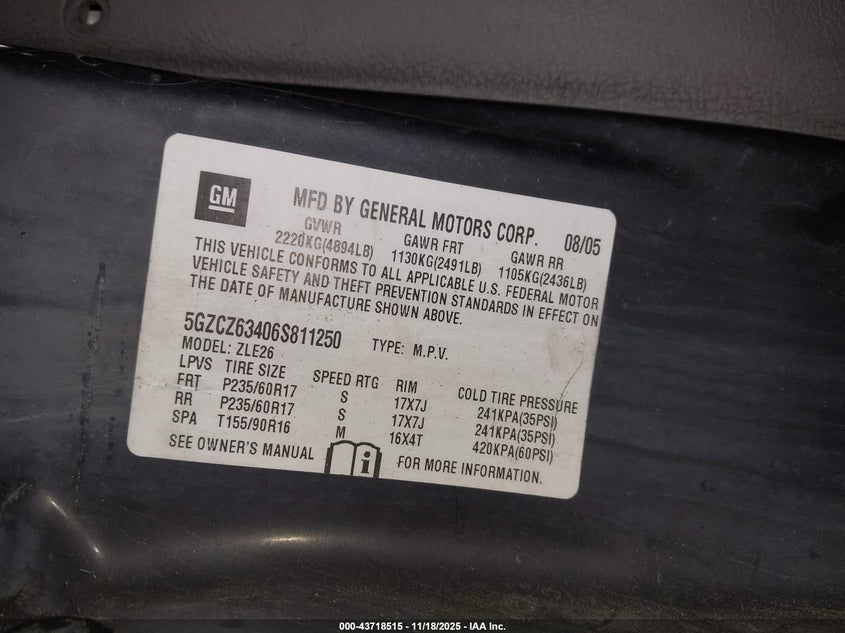 GM
MFD BY GENERAL MOTORS CORP. 08/05
GVWR GAWR FRT GAWR RR
2220KG(4894LB) 1130KG(2491LB) 1105KG(2436LB)
THIS VEHICLE CONFORMS TO ALL APPLICABLE U.S. FEDERAL MOTOR
VEHICLE SAFETY AND THEFT PREVENTION STANDARDS IN EFFECT ON
THE DATE OF MANUFACTURE SHOWN ABOVE.
5GZCZ63406S811250 TYPE: M.P.V.
MODEL: ZLE26
LPVS TIRE SIZE SPEED RTG RIM COLD TIRE PRESSURE
FRT P235/60R17 S 17X7J 241KPA(35PSI)
RR P235/60R17 S 17X7J 241KPA(35PSI)
SPA T155/90R16 M 16X4T 420KPA(60PSI)
SEE OWNER'S MANUAL i FOR MORE INFORMATION.
000-43718515 - 11/18/2025 - IAA Inc.